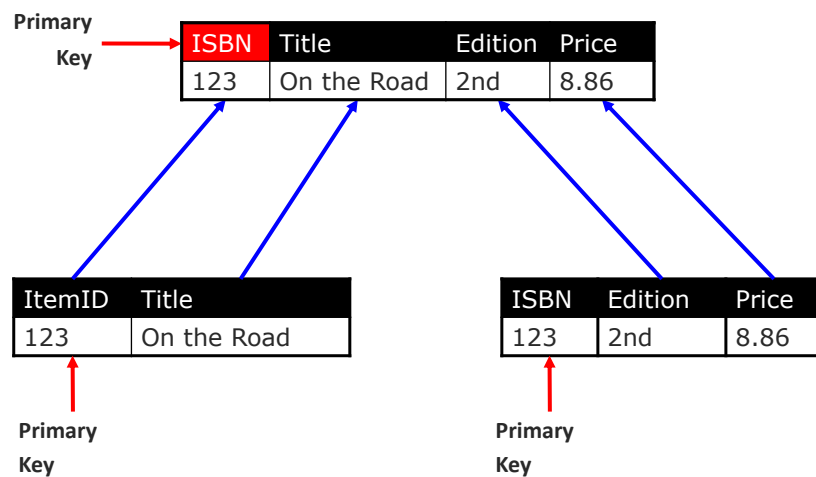 Primary
Key
ISBN Title Edition Price
123 On the Road 2nd 8.86
ItemID Title
123 On the Road
Primary
Key
ISBN Edition Price
123 2nd 8.86
Primary
Key